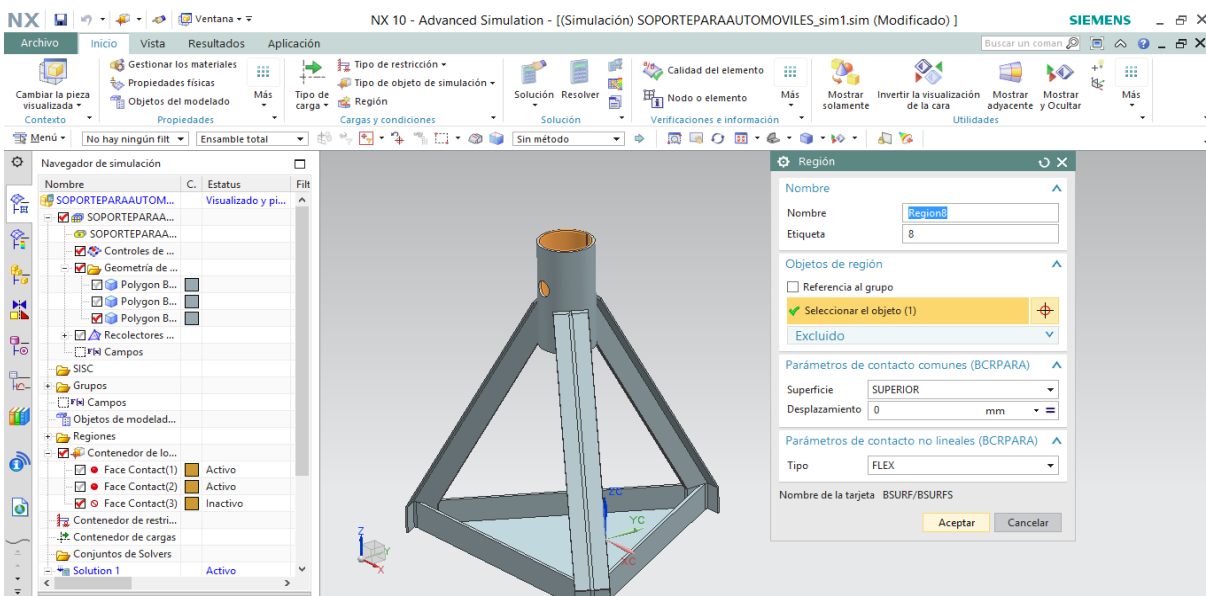 NX Ventana NX 10 - Advanced Simulation - [(Simulación) SOPORTEPARAAUTOMOVILES_sim1.sim (Modificado) ] SIEMENS
Archivo Inicio Vista Resultados Aplicación Buscar un coman
Cambiar la pieza visualizada
Contexto
Gestionar los materiales
Propiedades físicas
Objetos del modelado
Más
Propiedades
Tipo de carga
Tipo de restricción
Tipo de objeto de simulación
Región
Cargas y condiciones
Solución Resolver
Solución
Calidad del elemento
Nodo o elemento
Más
Verificaciones e información
Mostrar solamente
Invertir la visualización de la cara
Mostrar adyacente
Mostrar y Ocultar
Más
Utilidades
Menú No hay ningún filt Ensamble total Sin método
Navegador de simulación
Nombre C. Estatus Filt
SOPORTEPARAAUTOM... Visualizado y pi...
SOPORTEPARAA...
SOPORTEPARAA...
Controles de ...
Geometría de ...
Polygon B...
Polygon B...
Polygon B...
Recolectores ...
Campos
SISC
Grupos
Campos
Objetos de modelad...
Regiones
Contenedor de lo...
Face Contact(1) Activo
Face Contact(2) Activo
Face Contact(3) Inactivo
Contenedor de restri...
Contenedor de cargas
Conjuntos de Solvers
Solution 1 Activo
ZC
YC
XC
Z
Y
X
Región
Nombre
Nombre Region8
Etiqueta 8
Objetos de región
Referencia al grupo
Seleccionar el objeto (1)
Excluido
Parámetros de contacto comunes (BCRPARA)
Superficie SUPERIOR
Desplazamiento 0 mm
Parámetros de contacto no lineales (BCRPARA)
Tipo FLEX
Nombre de la tarjeta BSURF/BSURFS
Aceptar Cancelar